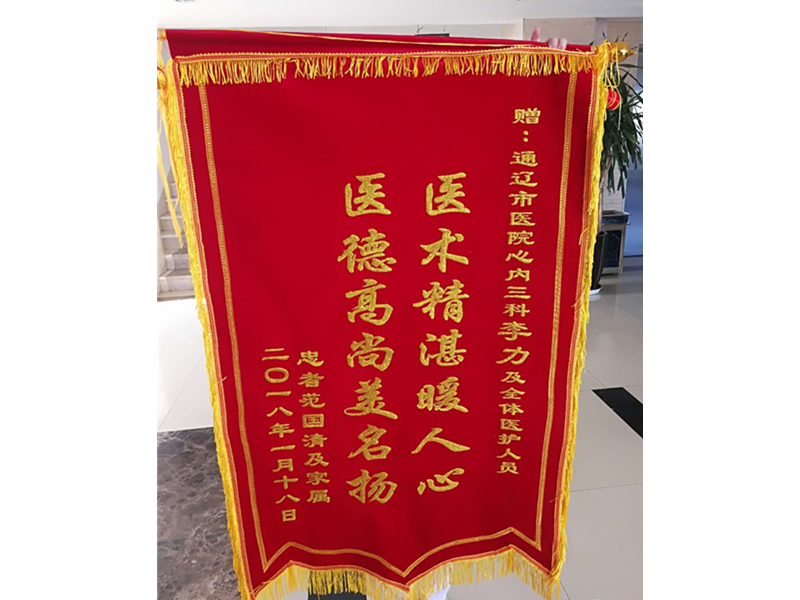 赠：通辽市医院心内三科李力及全体医护人员
医术精湛暖人心
医德高尚美名扬
患者范国清及家属
二〇一八年一月十八日